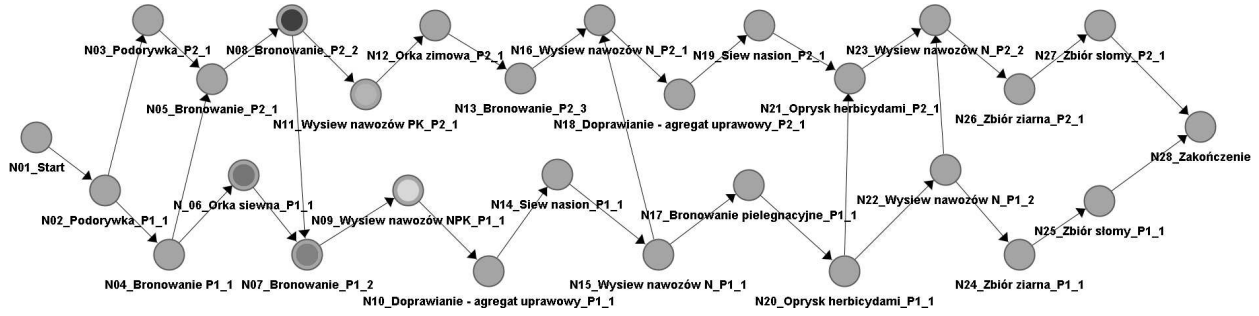 N03_Podorywka_P2_1
N08_Bronowanie_P2_2
N12_Orka zimowa_P2_1
N16_Wysiew nawozów N_P2_1
N19_Siew nasion_P2_1
N23_Wysiew nawozów N_P2_2
N27_Zbiór słomy_P2_1
N05_Bronowanie_P2_1
N11_Wysiew nawozów PK_P2_1
N13_Bronowanie_P2_3
N18_Doprawianie - agregat uprawowy_P2_1
N21_Oprysk herbicydami_P2_1
N26_Zbiór ziarna_P2_1
N28_Zakończenie
N01_Start
N02_Podorywka_P1_1
N_06_Orka siewna_P1_1
N09_Wysiew nawozów NPK_P1_1
N14_Siew nasion_P1_1
N17_Bronowanie pielegnacyjne_P1_1
N22_Wysiew nawozów N_P1_2
N25_Zbiór słomy_P1_1
N04_Bronowanie P1_1
N07_Bronowanie_P1_2
N10_Doprawianie - agregat uprawowy_P1_1
N15_Wysiew nawozów N_P1_1
N20_Oprysk herbicydami_P1_1
N24_Zbiór ziarna_P1_1